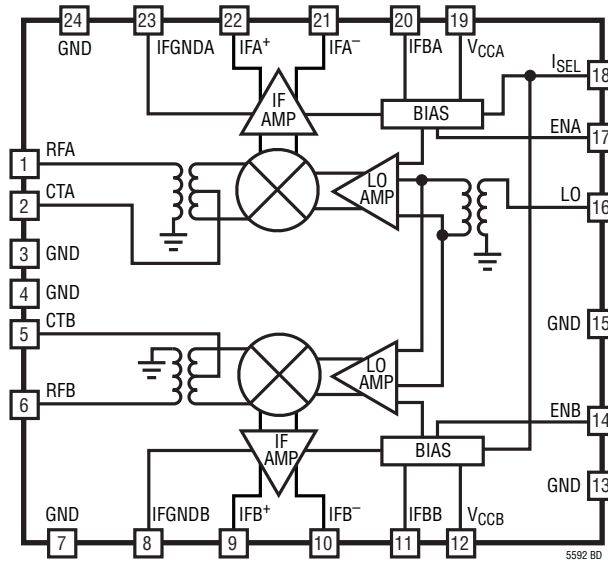 24
23
22
21
20
19
GND
IFGNDA
IFA+
IFA−
IFBA
VCCA
ISEL
18
IF
AMP
BIAS
ENA
17
1
RFA
LO
AMP
2
CTA
LO
16
3
GND
4
GND
5
CTB
GND
15
LO
AMP
6
RFB
ENB
14
IF
AMP
BIAS
GND
13
GND
IFGNDB
IFB+
IFB−
IFBB
VCCB
7
8
9
10
11
12
5592 BD